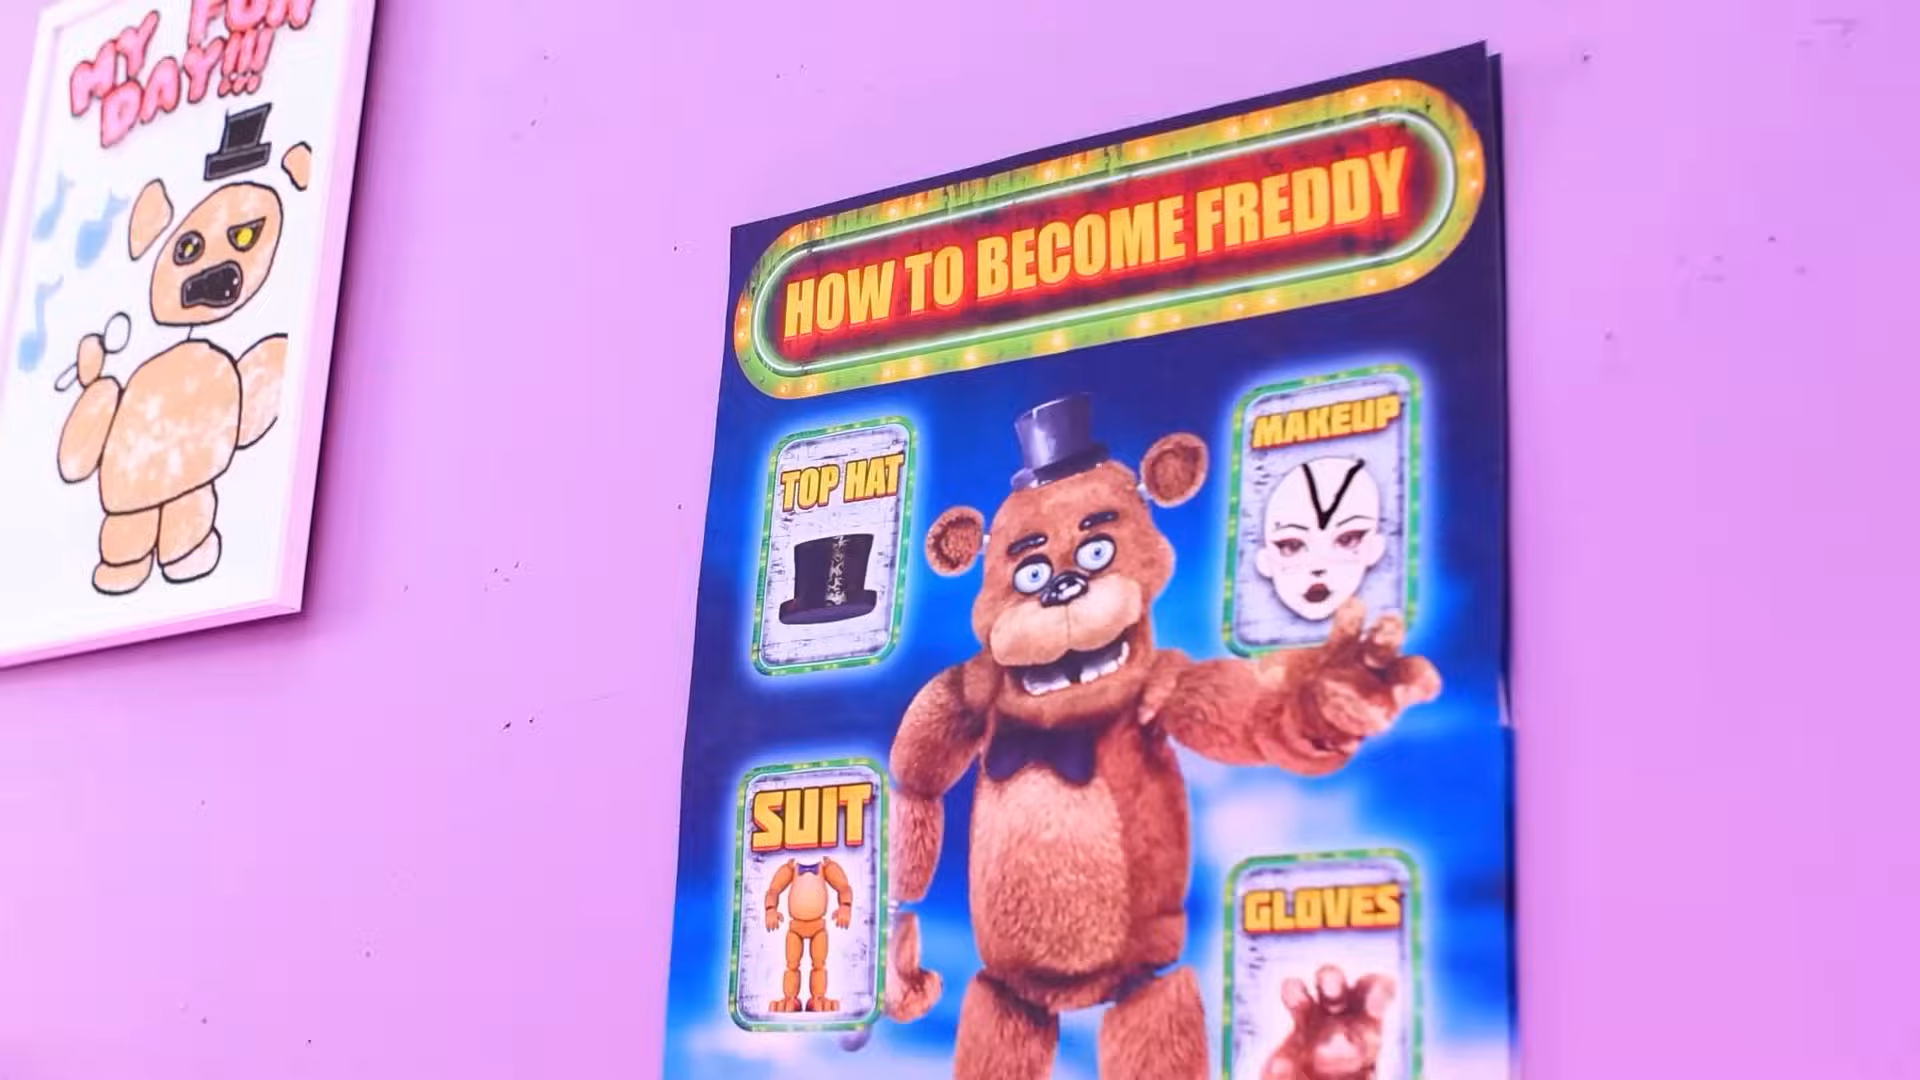 MY FUN
DAY!!!
HOW TO BECOME FREDDY
TOP HAT
MAKEUP
SUIT
GLOVES